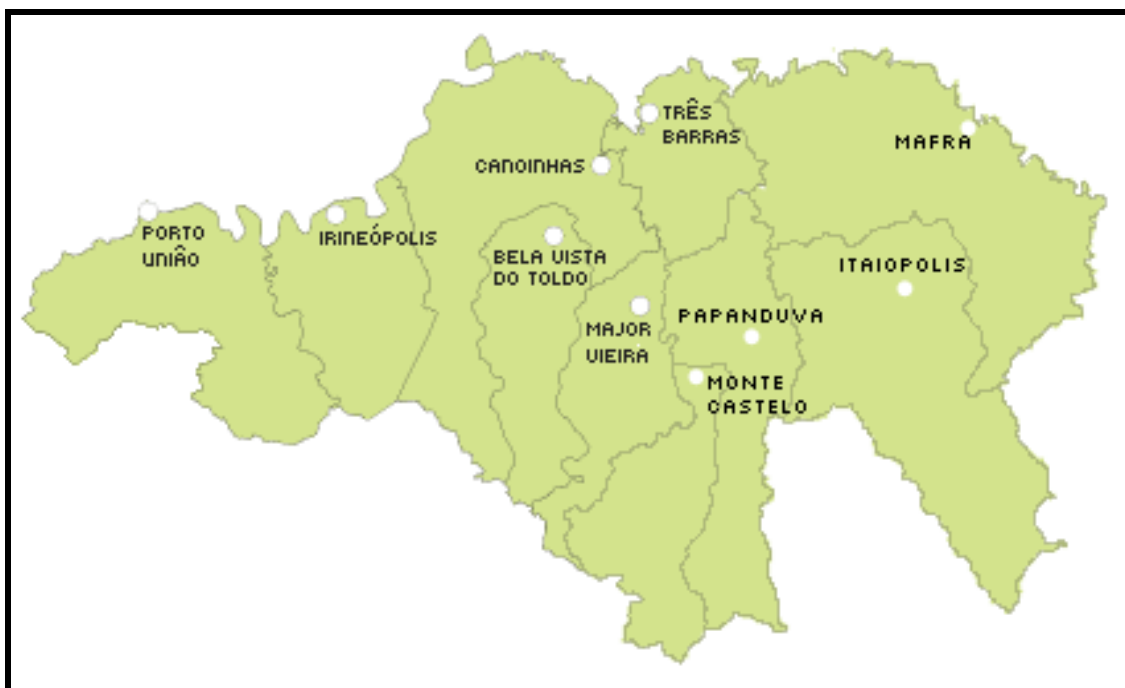 TRÊS
BARRAS
MAFRA
CANOINHAS
PORTO
UNIÃO
IRINEÓPOLIS
BELA VISTA
DO TOLDO
ITAIOPOLIS
MAJOR
VIEIRA
PAPANDUVA
MONTE
CASTELO